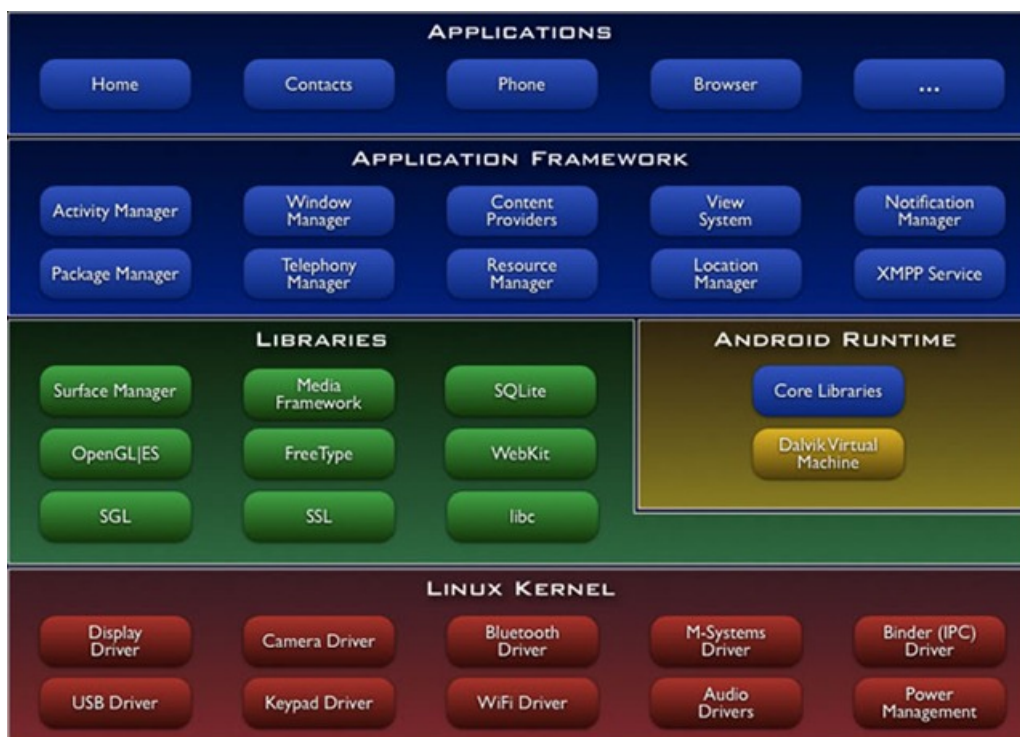 APPLICATIONS
Home
Contacts
Phone
Browser
...
APPLICATION FRAMEWORK
Activity Manager
Window
Manager
Content
Providers
View
System
Notification
Manager
Package Manager
Telephony
Manager
Resource
Manager
Location
Manager
XMPP Service
LIBRARIES
Surface Manager
Media
Framework
SQLite
OpenGL|ES
FreeType
WebKit
SGL
SSL
libc
ANDROID RUNTIME
Core Libraries
Dalvik Virtual
Machine
LINUX KERNEL
Display
Driver
Camera Driver
Bluetooth
Driver
M-Systems
Driver
Binder (IPC)
Driver
USB Driver
Keypad Driver
WiFi Driver
Audio
Drivers
Power
Management